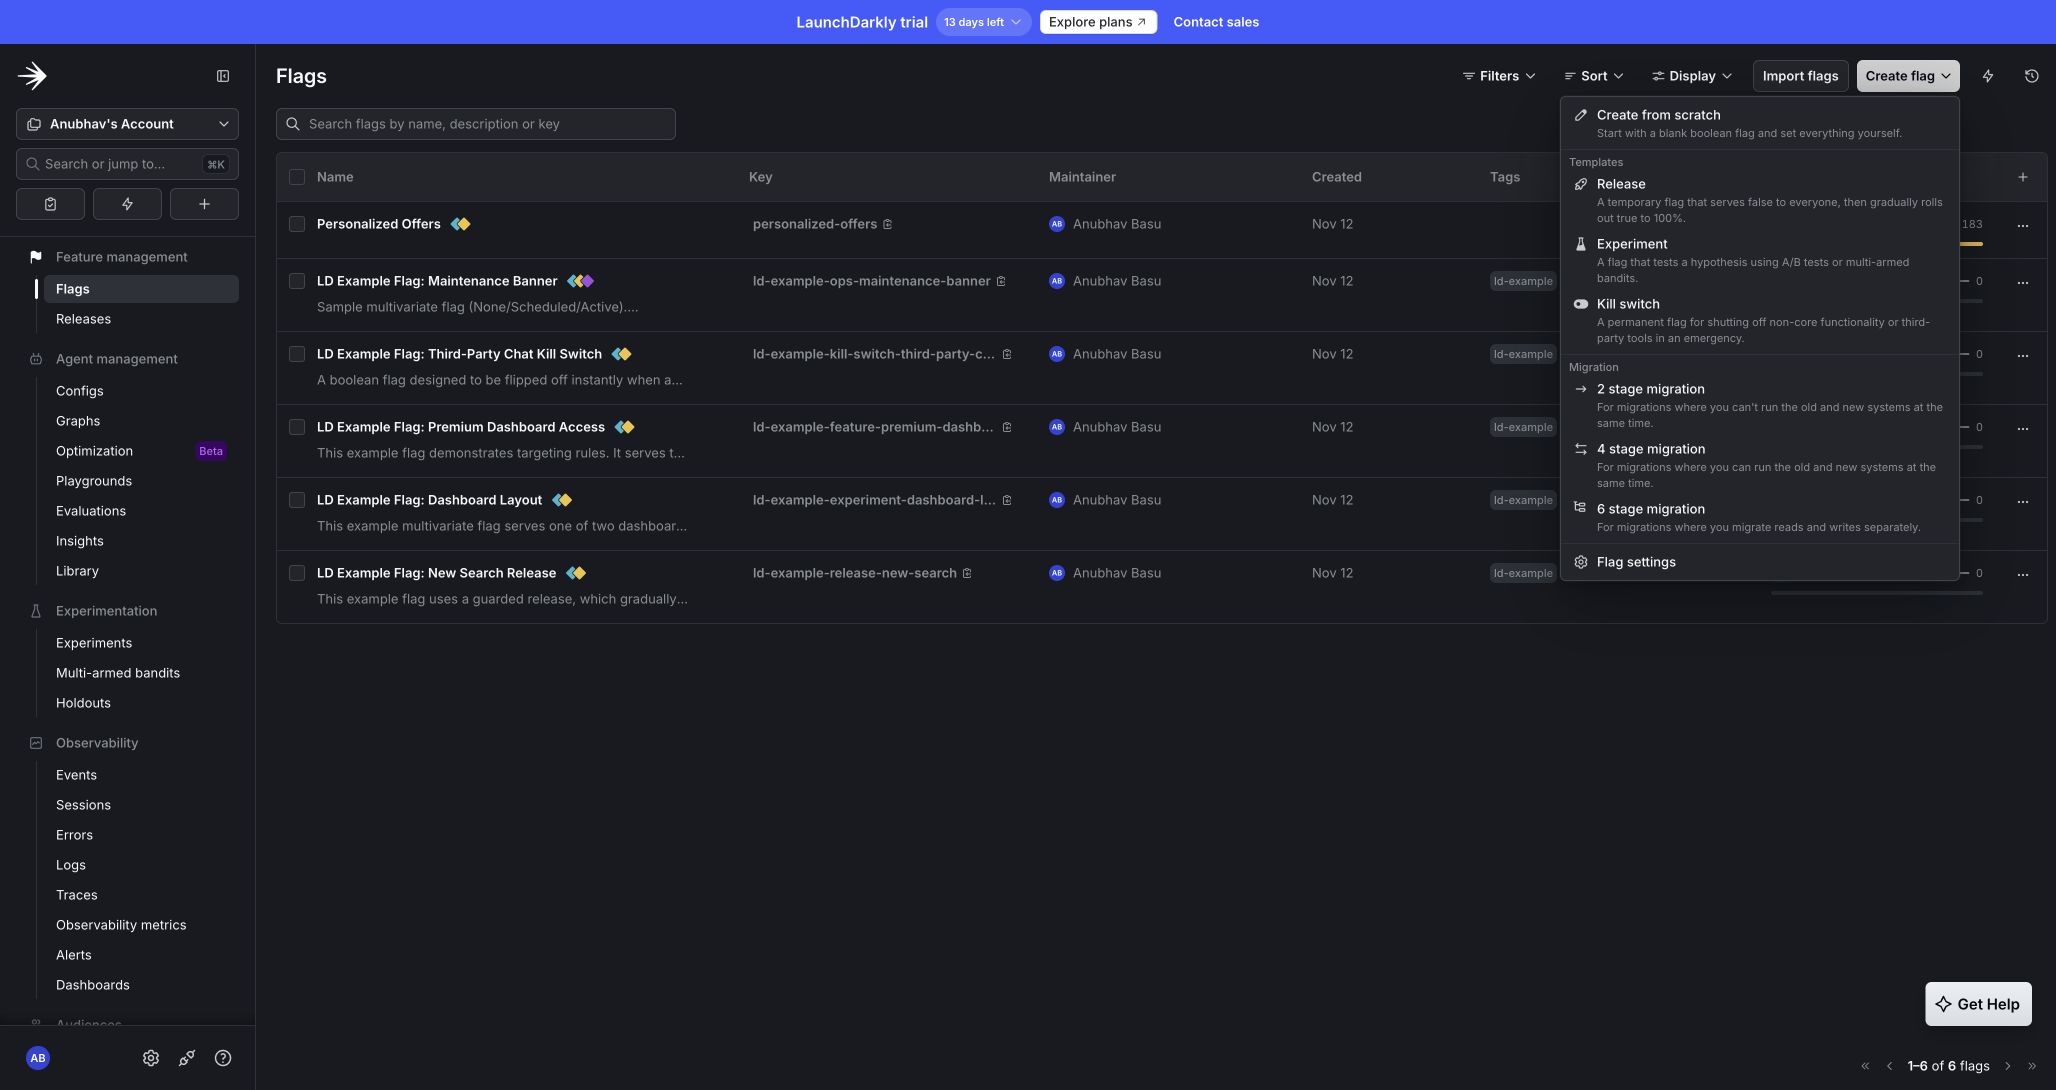 LaunchDarkly trial 13 days left Explore plans Contact sales
Anubhav's Account
Search or jump to... ⌘K
Feature management
Flags
Releases
Agent management
Configs
Graphs
Optimization Beta
Playgrounds
Evaluations
Insights
Library
Experimentation
Experiments
Multi-armed bandits
Holdouts
Observability
Events
Sessions
Errors
Logs
Traces
Observability metrics
Alerts
Dashboards
Audiences
AB
Flags
Filters Sort Display Import flags Create flag
Search flags by name, description or key
Name Key Maintainer Created Tags
Personalized Offers personalized-offers AB Anubhav Basu Nov 12 183
LD Example Flag: Maintenance Banner ld-example-ops-maintenance-banner AB Anubhav Basu Nov 12 ld-example 0
Sample multivariate flag (None/Scheduled/Active)....
LD Example Flag: Third-Party Chat Kill Switch ld-example-kill-switch-third-party-c... AB Anubhav Basu Nov 12 ld-example 0
A boolean flag designed to be flipped off instantly when a...
LD Example Flag: Premium Dashboard Access ld-example-feature-premium-dashb... AB Anubhav Basu Nov 12 ld-example 0
This example flag demonstrates targeting rules. It serves t...
LD Example Flag: Dashboard Layout ld-example-experiment-dashboard-l... AB Anubhav Basu Nov 12 ld-example 0
This example multivariate flag serves one of two dashboar...
LD Example Flag: New Search Release ld-example-release-new-search AB Anubhav Basu Nov 12 ld-example 0
This example flag uses a guarded release, which gradually...
Create from scratch
Start with a blank boolean flag and set everything yourself.
Templates
Release
A temporary flag that serves false to everyone, then gradually rolls
out true to 100%.
Experiment
A flag that tests a hypothesis using A/B tests or multi-armed
bandits.
Kill switch
A permanent flag for shutting off non-core functionality or third-
party tools in an emergency.
Migration
2 stage migration
For migrations where you can't run the old and new systems at the
same time.
4 stage migration
For migrations where you can run the old and new systems at the
same time.
6 stage migration
For migrations where you migrate reads and writes separately.
Flag settings
Get Help
1–6 of 6 flags